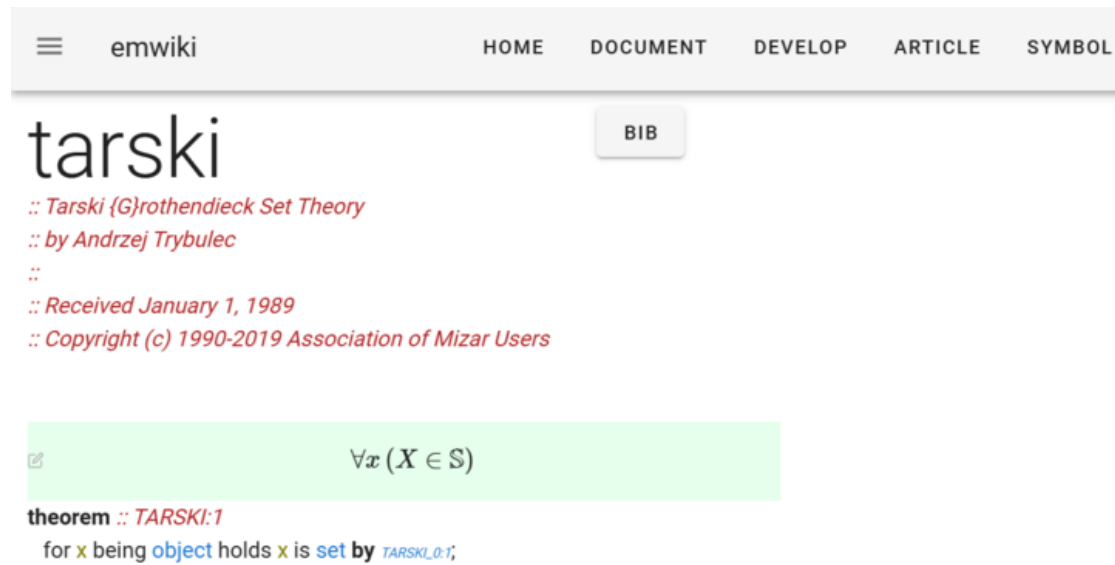 emwiki HOME DOCUMENT DEVELOP ARTICLE SYMBOL
tarski BIB
:: Tarski {G}rothendieck Set Theory
:: by Andrzej Trybulec
::
:: Received January 1, 1989
:: Copyright (c) 1990-2019 Association of Mizar Users
∀x (X ∈ 𝕊)
theorem :: TARSKI:1
for x being object holds x is set by TARSKI_0:1;